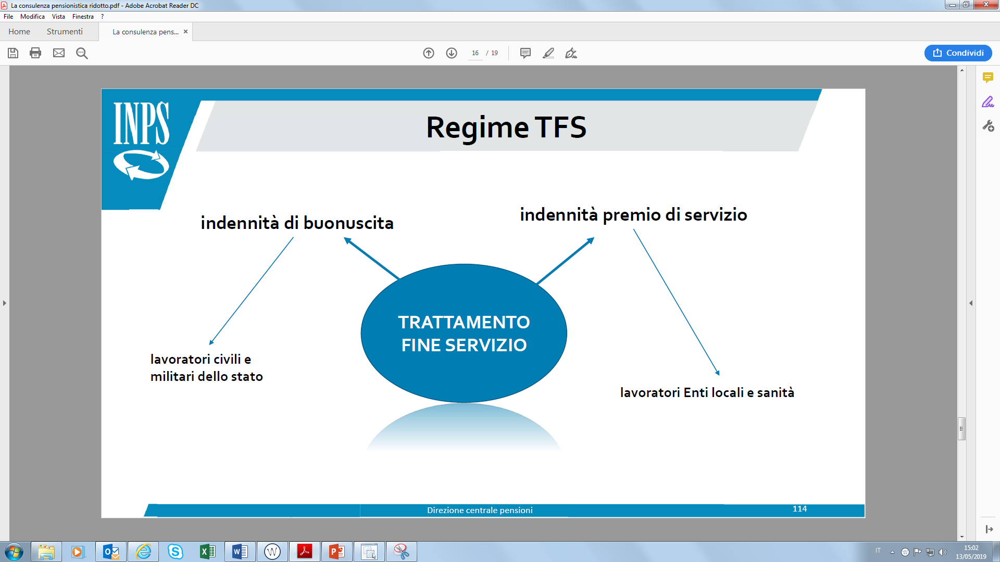 La consulenza pensionistica ridotto.pdf - Adobe Acrobat Reader DC
File Modifica Vista Finestra ?
Home Strumenti La consulenza pens... ×
16 / 19
Condividi
INPS
Regime TFS
indennità di buonuscita
indennità premio di servizio
TRATTAMENTO
FINE SERVIZIO
lavoratori civili e
militari dello stato
lavoratori Enti locali e sanità
Direzione centrale pensioni
114
IT
15:02
13/05/2019